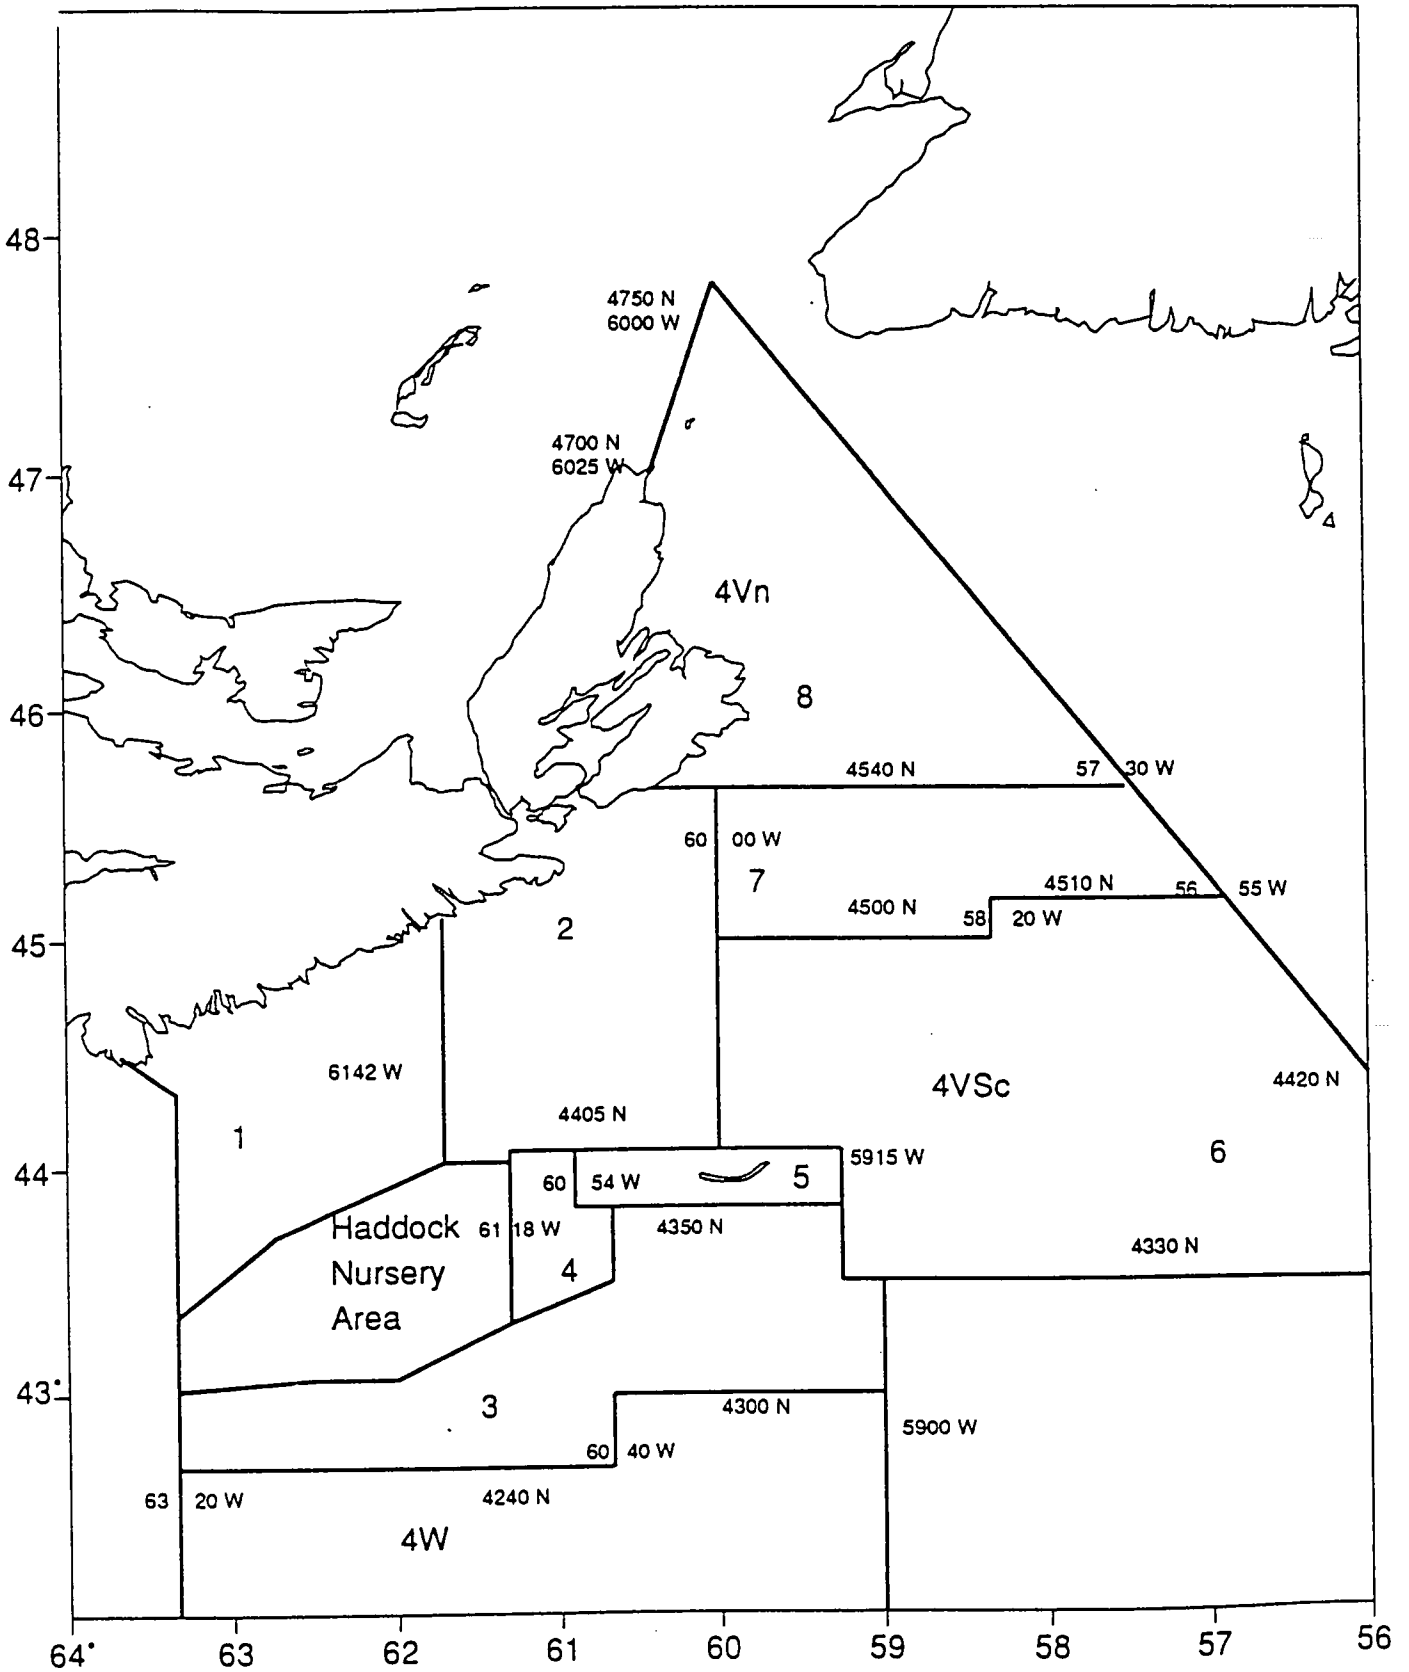 48
4750 N
6000 W
4700 N
6025 W
47
4Vn
8
46
4540 N
57 30 W
60 00 W
7
4510 N
56 55 W
4500 N
58 20 W
2
45
6142 W
4VSc
4420 N
4405 N
1
5915 W
6
44
60 54 W
5
Haddock
61 18 W
4350 N
4330 N
Nursery
4
Area
43°
3
4300 N
5900 W
60 40 W
63 20 W
4240 N
4W
64° 63 62 61 60 59 58 57 56